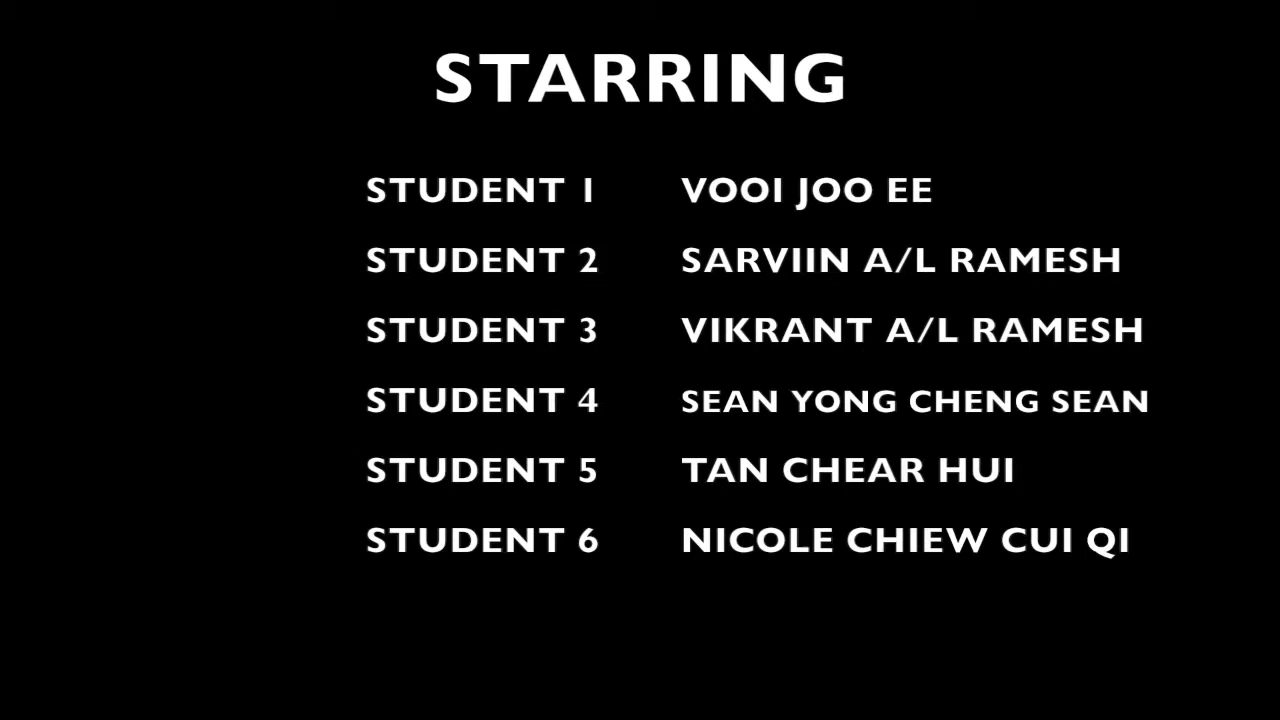 STARRING
STUDENT 1 VOOI JOO EE
STUDENT 2 SARVIIN A/L RAMESH
STUDENT 3 VIKRANT A/L RAMESH
STUDENT 4 SEAN YONG CHENG SEAN
STUDENT 5 TAN CHEAR HUI
STUDENT 6 NICOLE CHIEW CUI QI